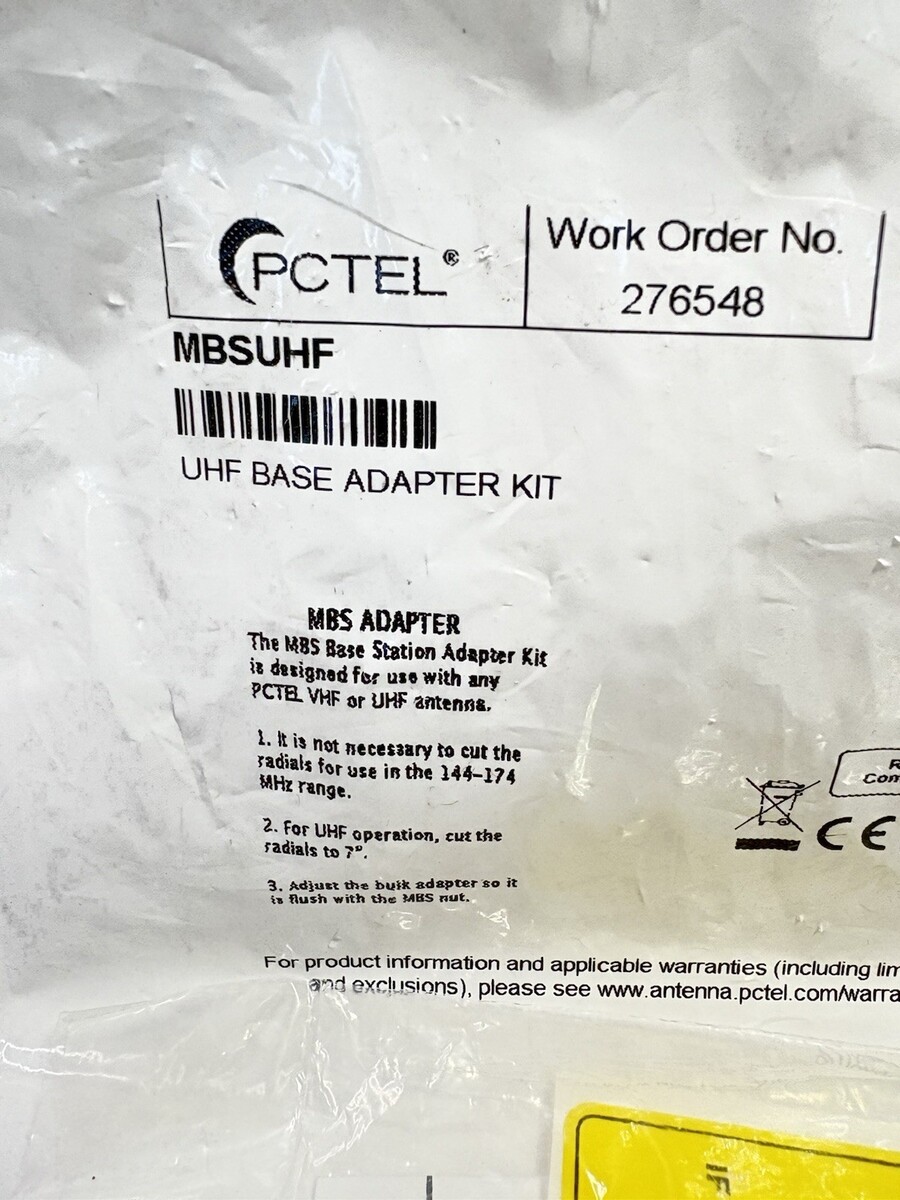 PCTEL®
Work Order No.
276548
MBSUHF
UHF BASE ADAPTER KIT
MBS ADAPTER
The MBS Base Station Adapter Kit
is designed for use with any
PCTEL VHF or UHF antenna.
1. It is not necessary to cut the
radials for use in the 144-174
MHz range.
2. For UHF operation, cut the
radials to 7".
3. Adjust the bulk adapter so it
is flush with the MBS nut.
Com
CE
For product information and applicable warranties (including lim
and exclusions), please see www.antenna.pctel.com/warra